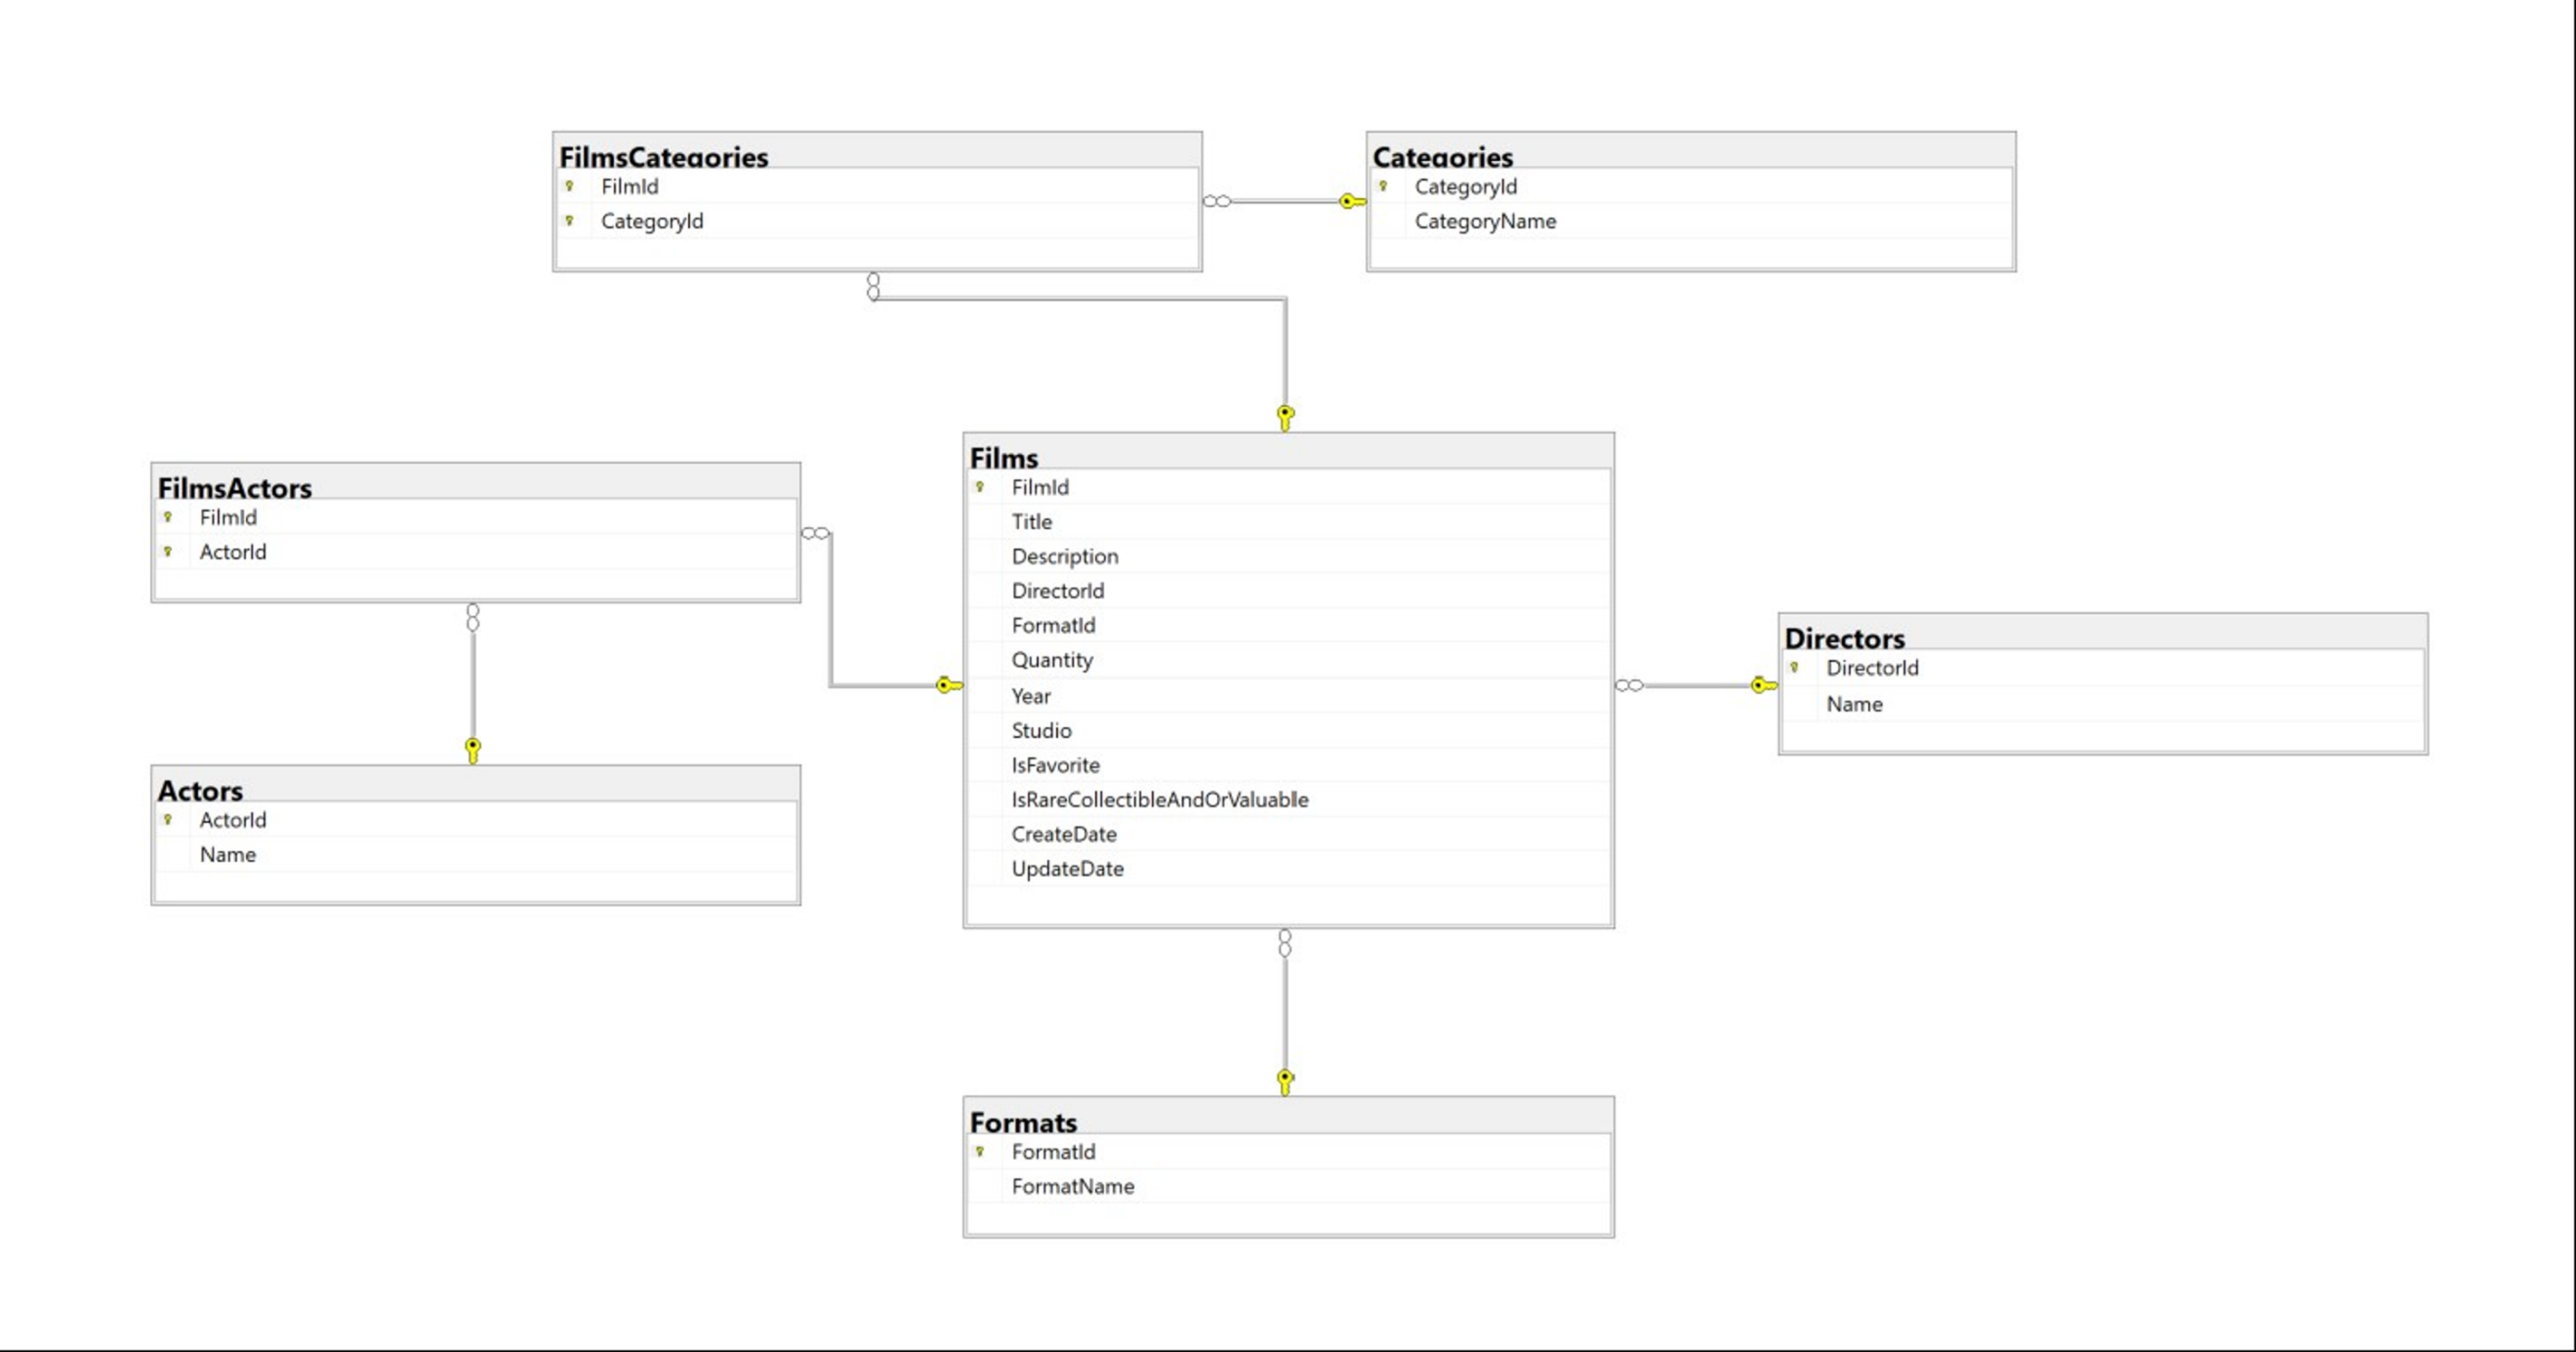 FilmsCategories
FilmId
CategoryId
Categories
CategoryId
CategoryName
FilmsActors
FilmId
ActorId
Films
FilmId
Title
Description
DirectorId
FormatId
Quantity
Year
Studio
IsFavorite
IsRareCollectibleAndOrValuable
CreateDate
UpdateDate
Directors
DirectorId
Name
Actors
ActorId
Name
Formats
FormatId
FormatName